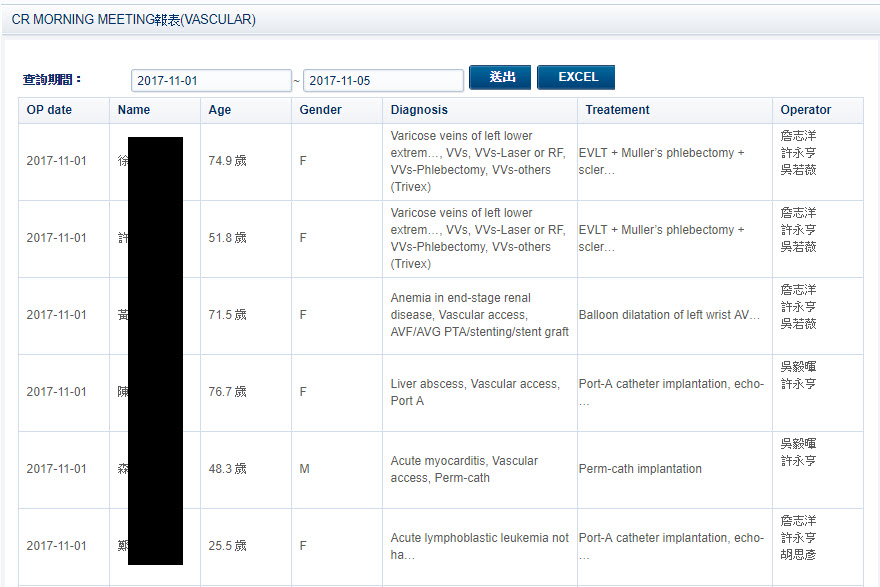 CR MORNING MEETING報表(VASCULAR)
查詢期間： 2017-11-01 ~ 2017-11-05 送出 EXCEL
OP date Name Age Gender Diagnosis Treatement Operator
2017-11-01 徐 74.9 歲 F
Varicose veins of left lower
extrem…, VVs, VVs-Laser or RF,
VVs-Phlebectomy, VVs-others
(Trivex)
EVLT + Muller's phlebectomy +
scler…
詹志洋
許永亨
吳若薇
2017-11-01 許 51.8 歲 F
Varicose veins of left lower
extrem…, VVs, VVs-Laser or RF,
VVs-Phlebectomy, VVs-others
(Trivex)
EVLT + Muller's phlebectomy +
scler…
詹志洋
許永亨
吳若薇
2017-11-01 黃 71.5 歲 F
Anemia in end-stage renal
disease, Vascular access,
AVF/AVG PTA/stenting/stent graft
Balloon dilatation of left wrist AV…
詹志洋
許永亨
吳若薇
2017-11-01 陳 76.7 歲 F
Liver abscess, Vascular access,
Port A
Port-A catheter implantation, echo-
…
吳毅暉
許永亨
2017-11-01 森 48.3 歲 M
Acute myocarditis, Vascular
access, Perm-cath
Perm-cath implantation
吳毅暉
許永亨
2017-11-01 鄭 25.5 歲 F
Acute lymphoblastic leukemia not
ha…
Port-A catheter implantation, echo-
…
詹志洋
許永亨
胡思彥